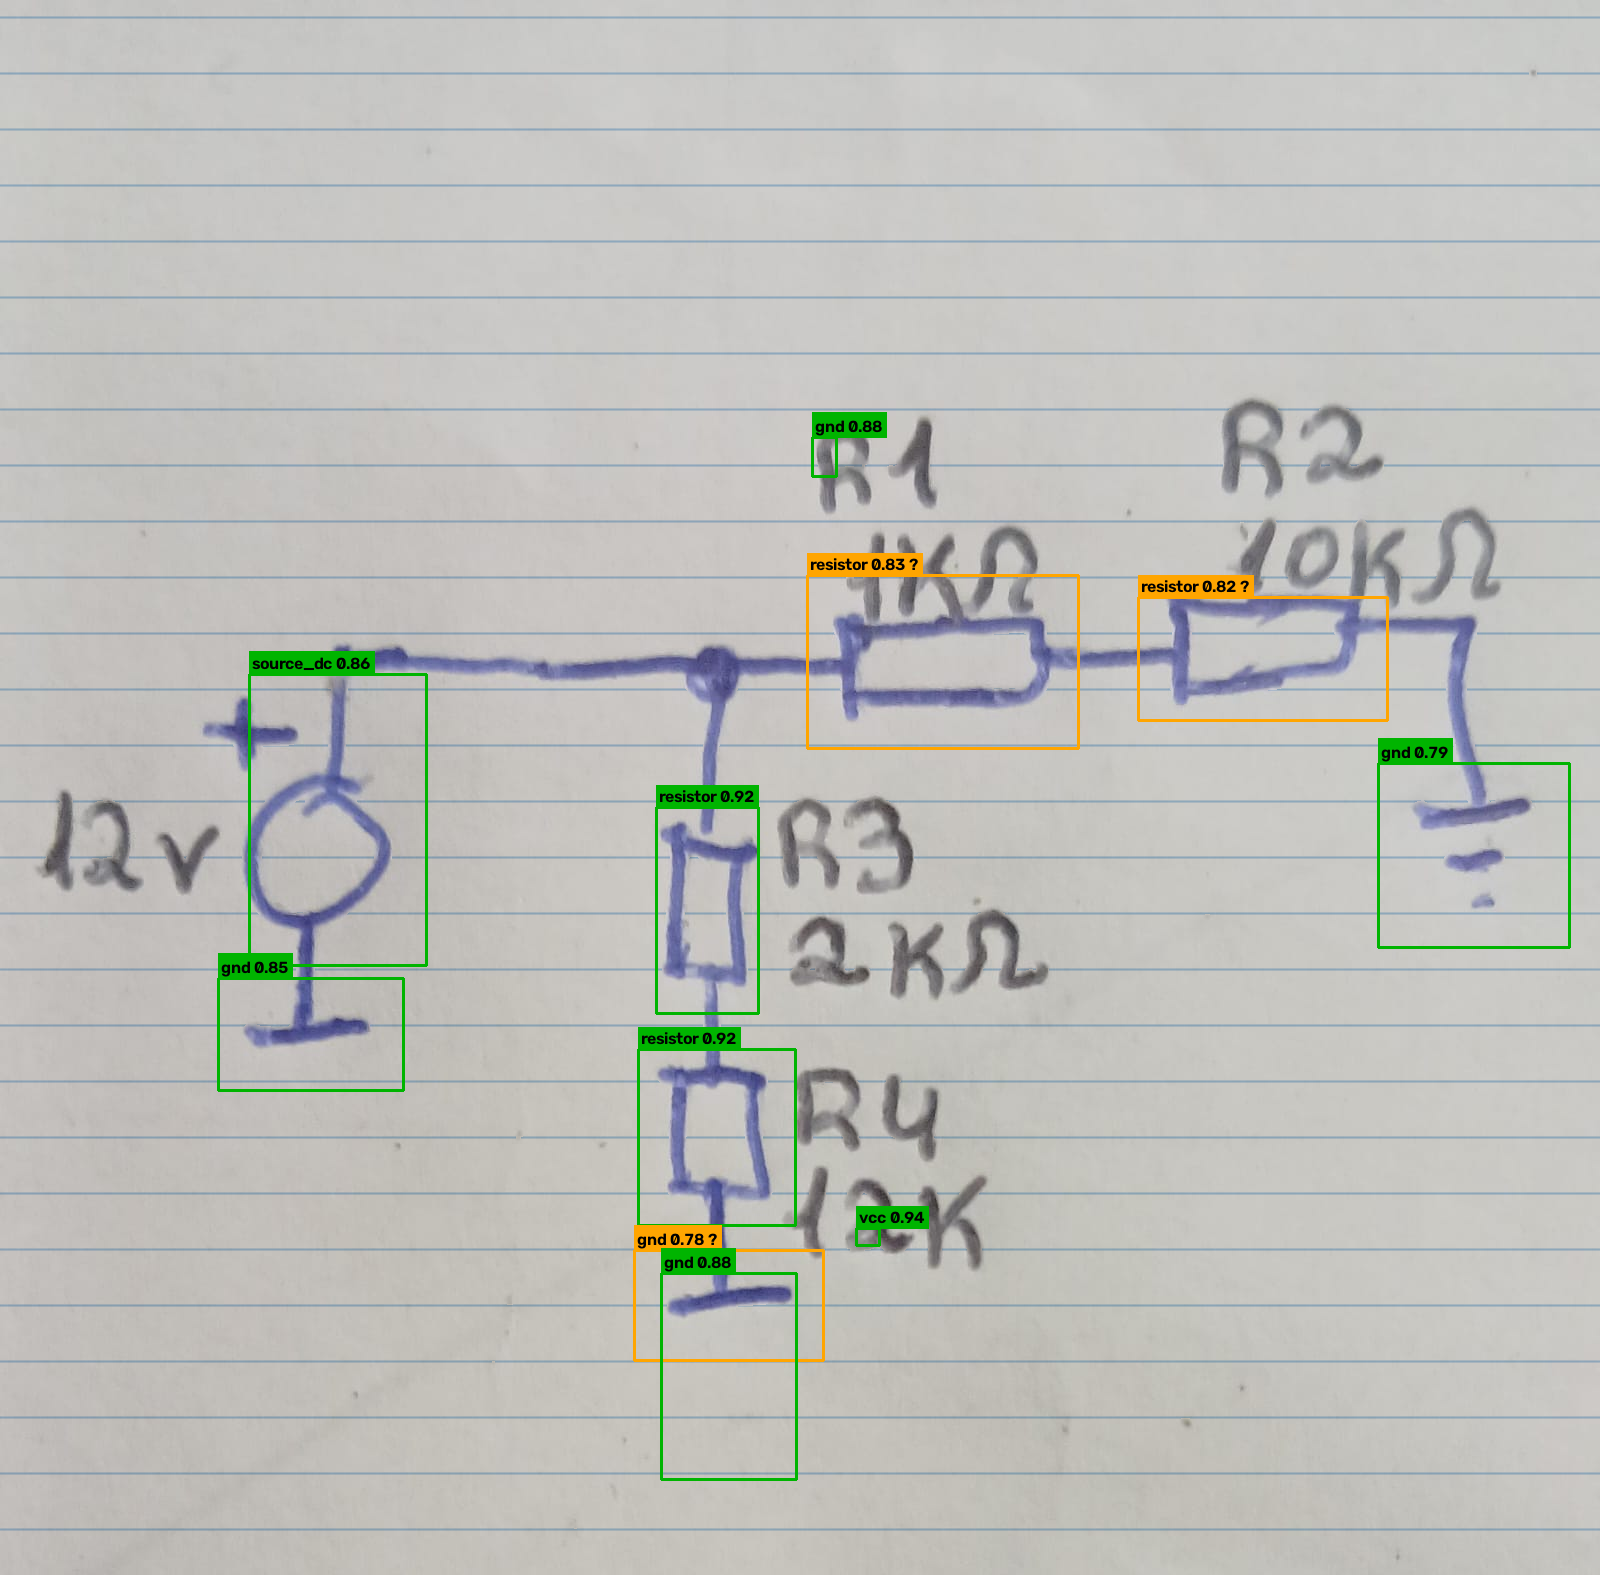 gnd 0.88
R1
R2
resistor 0.83 ?
1KΩ
resistor 0.82 ?
10KΩ
source_dc 0.86
+
gnd 0.79
12v
resistor 0.92
R3
2KΩ
gnd 0.85
resistor 0.92
R4
12K
vcc 0.94
gnd 0.78 ?
gnd 0.88